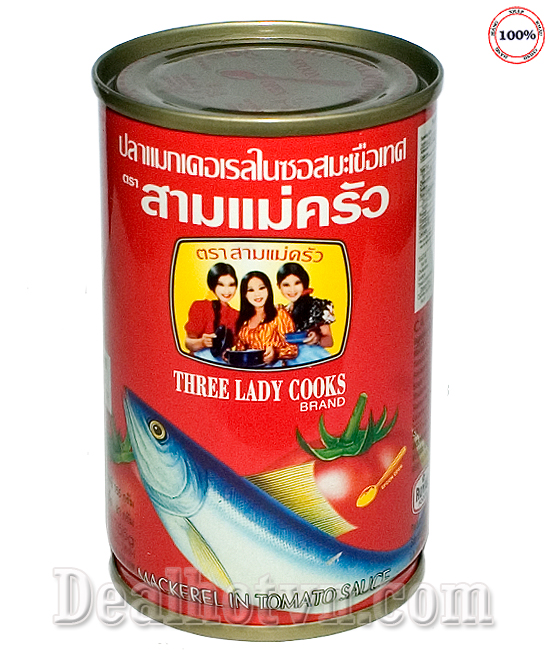 100%
ปลาแมกเคอเรลในซอสมะเขือเทศ
ตรา
สามแม่ครัว
ตราสามแม่ครัว
THREE LADY COOKS
BRAND
MACKEREL IN TOMATO SAUCE
Dealhotvn.com